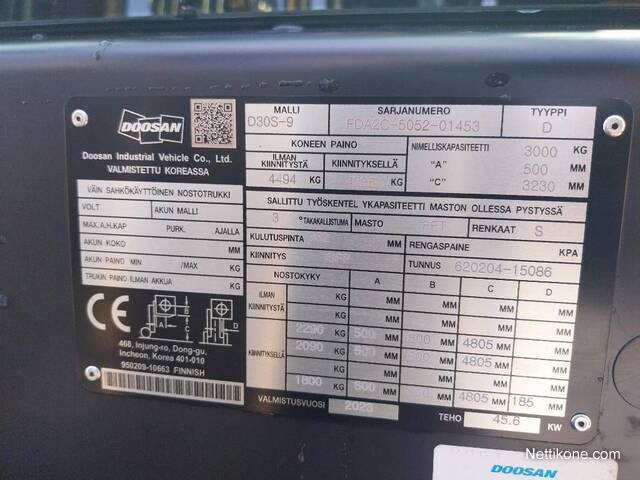 DOOSAN
Doosan Industrial Vehicle Co., Ltd.
VALMISTETTU KOREASSA
VAIN SÄHKÖKÄYTTÖINEN NOSTOTRUKKI
VOLT. AKUN MALLI
MAX.A.H.KAP PURK. AJALLA
AKUN KOKO MM
AKUN PAINO MIN /MAX KG
TRUKIN PAINO ILMAN AKKUA KG
CE
A B C D
468, Injung-ro, Dong-gu,
Incheon, Korea 401-010
950209-10663 FINNISH
MALLI SARJANUMERO TYYPPI
D30S-9 FDA2C-5052-01453 D
KONEEN PAINO NIMELLISKAPASITEETTI 3000 KG
ILMAN KIINNITYSTÄ KIINNITYKSELLÄ "A" 500 MM
4494 KG KG "C" 3230 MM
SALLITTU TYÖSKENTEL YKAPASITEETTI MASTON OLLESSA PYSTYSSÄ
3 °TAKAKALLISTUMA MASTO FFT RENKAAT S
KULUTUSPINTA MM RENGASPAINE KPA
KIINNITYS TUNNUS 620204-15086
NOSTOKYKY A B C D
ILMAN KIINNITYSTÄ KG MM MM MM MM
KG MM MM MM MM
2290 KG 500 MM 500 MM 4805 MM MM
KIINNITYKSELLÄ 2090 KG MM MM 4805 MM MM
KG MM MM MM MM
1800 KG 600 MM MM 4805 MM 185 MM
VALMISTUSVUOSI 2023 TEHO 45.6 KW
DOOSAN
Nettikone.com